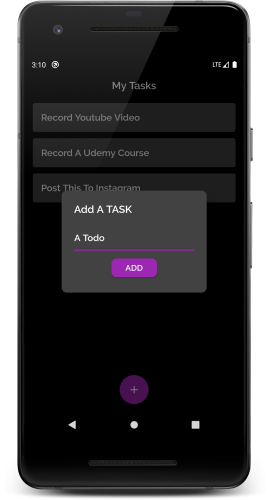 3:10
LTE
My Tasks
Record Youtube Video
Record A Udemy Course
Post This To Instagram
Add A TASK
A Todo
ADD
+